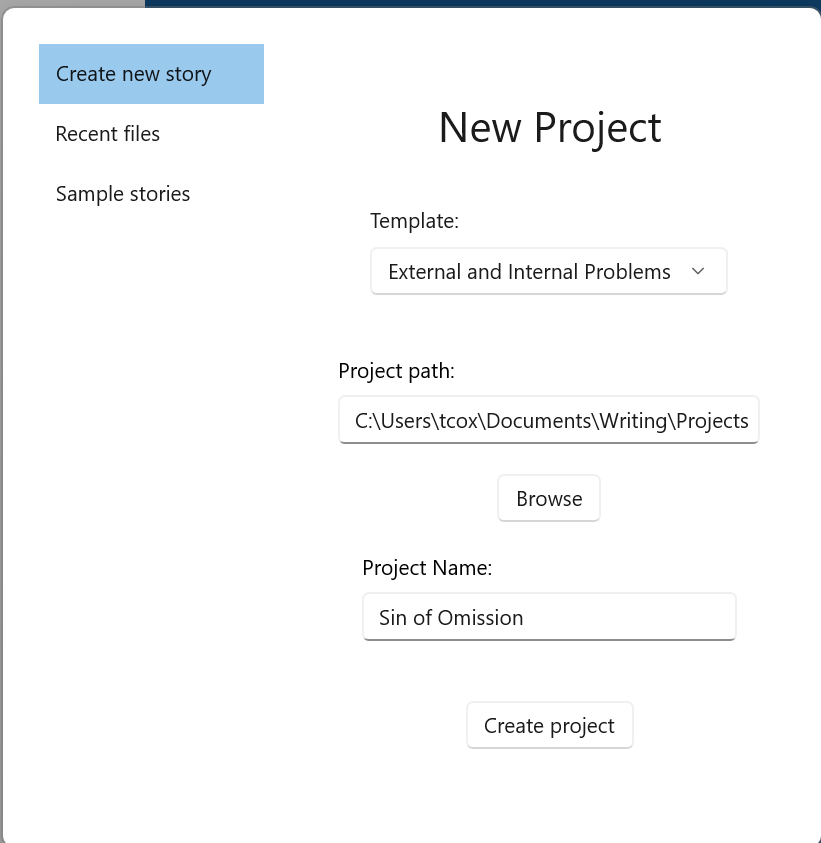 Create new story
Recent files
Sample stories
New Project
Template:
External and Internal Problems
Project path:
C:\Users\tcox\Documents\Writing\Projects
Browse
Project Name:
Sin of Omission
Create project